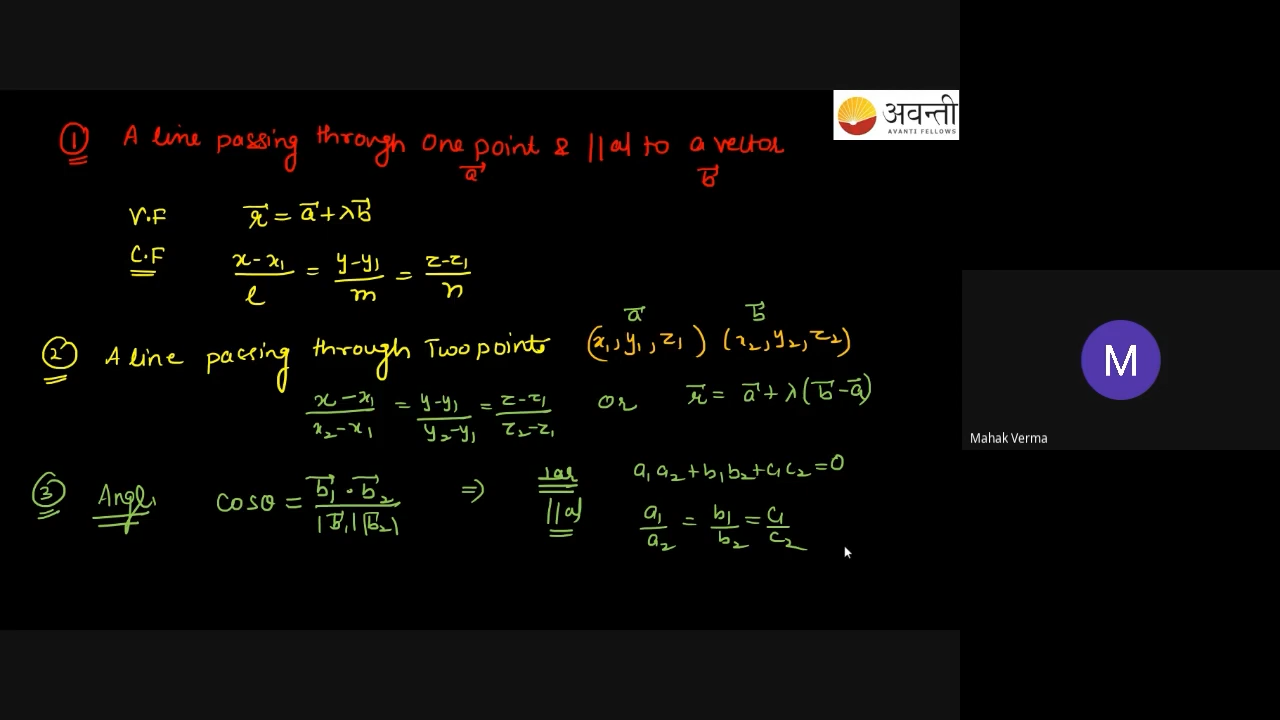 अवन्ती
AVANTI FELLOWS
① A line passing through one point & ||al to a vector
a⃗ b⃗
V.F r⃗ = a⃗ + λb⃗
C.F x-x₁/l = y-y₁/m = z-z₁/n
a⃗ b⃗
② A line passing through Two points (x₁, y₁, z₁) (x₂, y₂, z₂)
x-x₁/x₂-x₁ = y-y₁/y₂-y₁ = z-z₁/z₂-z₁ or r⃗ = a⃗ + λ(b⃗-a⃗)
③ Angle cosθ = b⃗₁·b⃗₂/|b⃗₁||b⃗₂| ⇒ ⊥ar a₁a₂+b₁b₂+c₁c₂=0
||al a₁/a₂ = b₁/b₂ = c₁/c₂
M
Mahak Verma